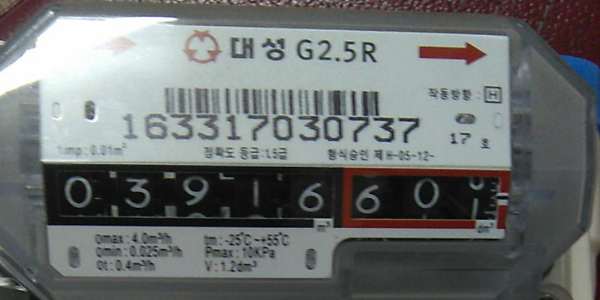 대성 G2.5R
작동방향 : H
163317030737
17 호
1imp : 0.01m³
정확도 등급:1.5급
형식승인 제H-05-12-
0 3 9 1 6 6 0
m³
dm³
Qmax : 4.0m³/h
Qmin : 0.025m³/h
Qt : 0.4m³/h
tm : -25℃~+55℃
Pmax : 10KPa
V : 1.2dm³